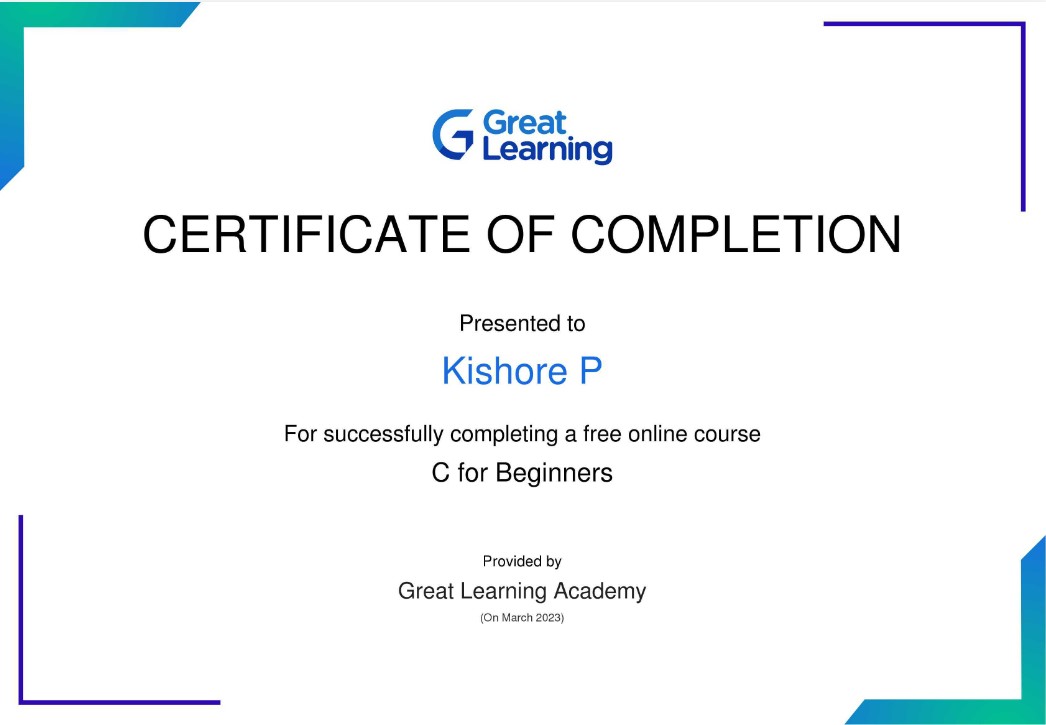 Great
Learning
CERTIFICATE OF COMPLETION
Presented to
Kishore P
For successfully completing a free online course
C for Beginners
Provided by
Great Learning Academy
(On March 2023)